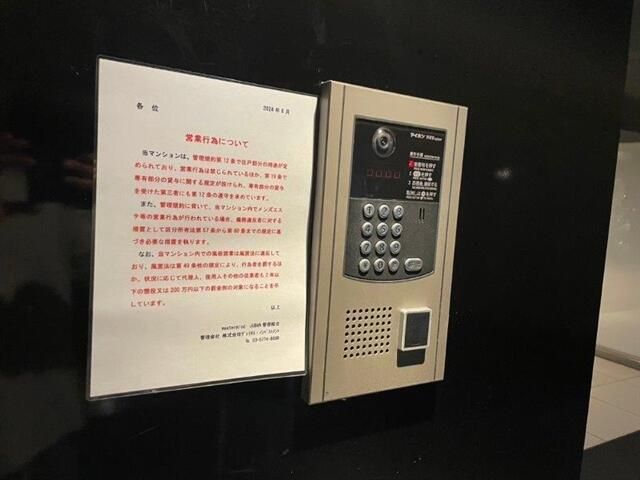 各 位
2024年6月
営業行為について
当マンションは、管理規約第12条で住戸部分の用途が定
められており、営業行為は禁じられているほか、第19条で
専有部分の貸与に関する規定が設けられ、専有部分の貸与
を受けた第三者にも第12条の遵守を求めています。
また、管理規約に背いて、当マンション内でメンズエス
テ等の営業行為が行われている場合、義務違反者に対する
措置として区分所有法第57条から第60条までの規定に基
づき必要な措置を執ります。
なお、当マンション内での風俗営業は風営法に違反して
おり、風営法は第49条他の規定により、行為者を罰するほ
か、状況に応じて代理人、使用人その他の従業者も2年以
下の懲役又は200万円以下の罰金刑の対象になることを示
しています。
以上
管理組合
管理会社 株式会社
アイホン